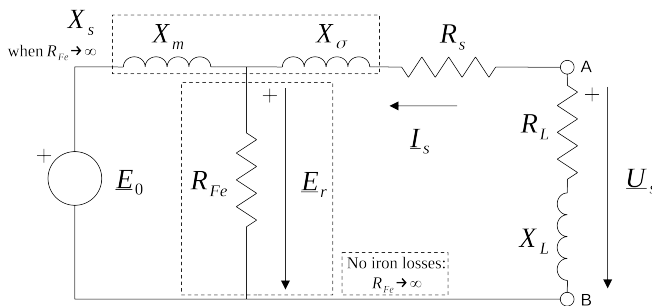 X_s
when R_Fe → ∞
X_m
X_σ
R_s
A
+
+
R_L
I_s
+
E_0
R_Fe
E_r
U_s
X_L
No iron losses:
R_Fe → ∞
B